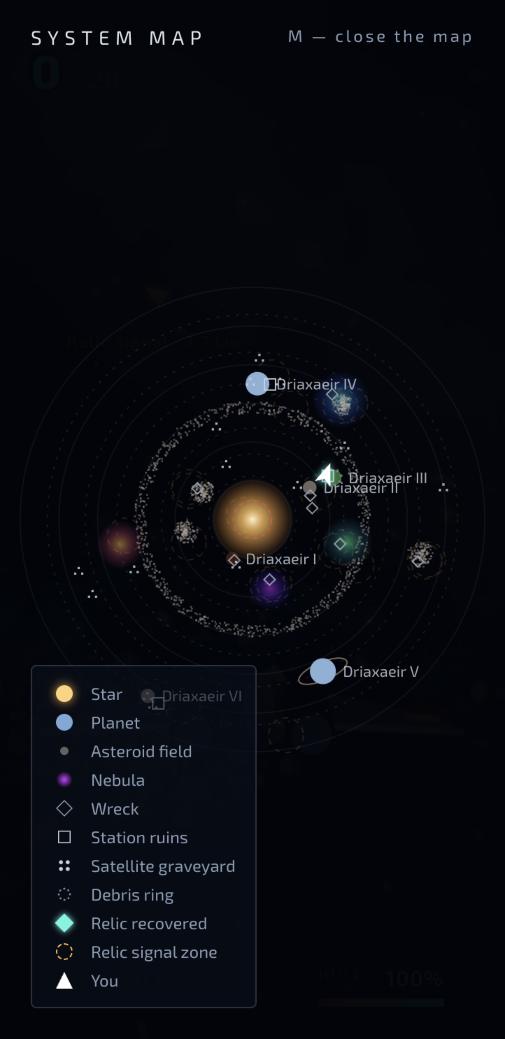 SYSTEM MAP
M — close the map
0
Driaxaeir IV
Driaxaeir III
Driaxaeir II
Driaxaeir I
Driaxaeir V
Driaxaeir VI
Star
Planet
Asteroid field
Nebula
Wreck
Station ruins
Satellite graveyard
Debris ring
Relic recovered
Relic signal zone
You
100%